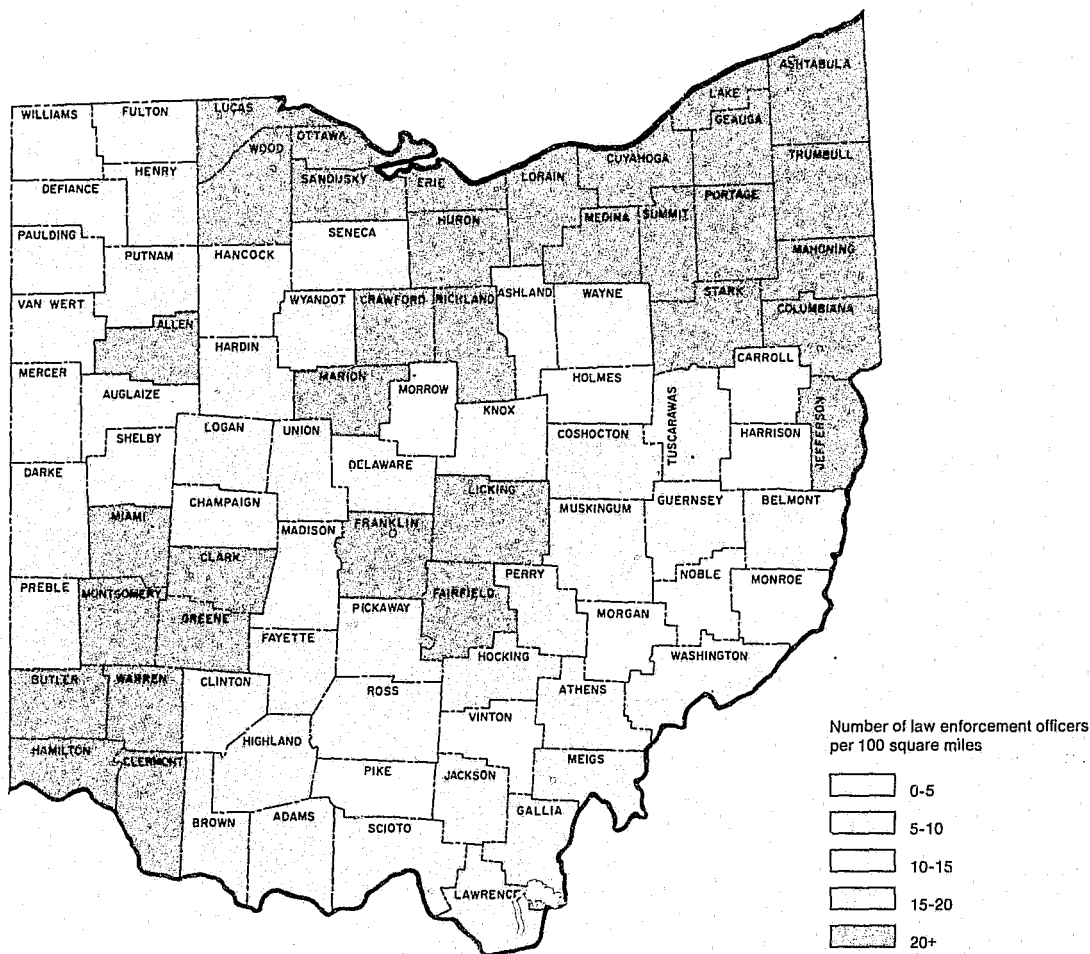 ASHTABULA
LAKE
GEAUGA
WILLIAMS
FULTON
LUCAS
OTTAWA
WOOD
CUYAHOGA
THUMBULL
HENRY
SANDUSKY
ERIE
LORAIN
DEFIANCE
PORTAGE
HURON
MEDINA
SUMMIT
PAULDING
SENECA
PUTNAM
HANCOCK
MAHONING
VAN WERT
WYANDOT
CRAWFORD
RICHLAND
ASHLAND
WAYNE
STARK
COLUMBIANA
ALLEN
HARDIN
CARROLL
MERCER
MARION
HOLMES
AUGLAIZE
MORROW
KNOX
TUSCARAWAS
JEFFERSON
LOGAN
UNION
SHELBY
COSHOCTON
HARRISON
DARKE
DELAWARE
LICKING
CHAMPAIGN
GUERNSEY
BELMONT
MIAMI
MADISON
FRANKLIN
MUSKINGUM
CLARK
PREBLE
MONTGOMERY
PERRY
NOBLE
MONROE
FAIRFIELD
GREENE
PICKAWAY
MORGAN
FAYETTE
HOCKING
WASHINGTON
BUTLER
WARREN
CLINTON
ROSS
ATHENS
VINTON
HIGHLAND
HAMILTON
CLERMONT
MEIGS
PIKE
JACKSON
GALLIA
BROWN
ADAMS
SCIOTO
LAWRENCE
Number of law enforcement officers
per 100 square miles
0-5
5-10
10-15
15-20
20+